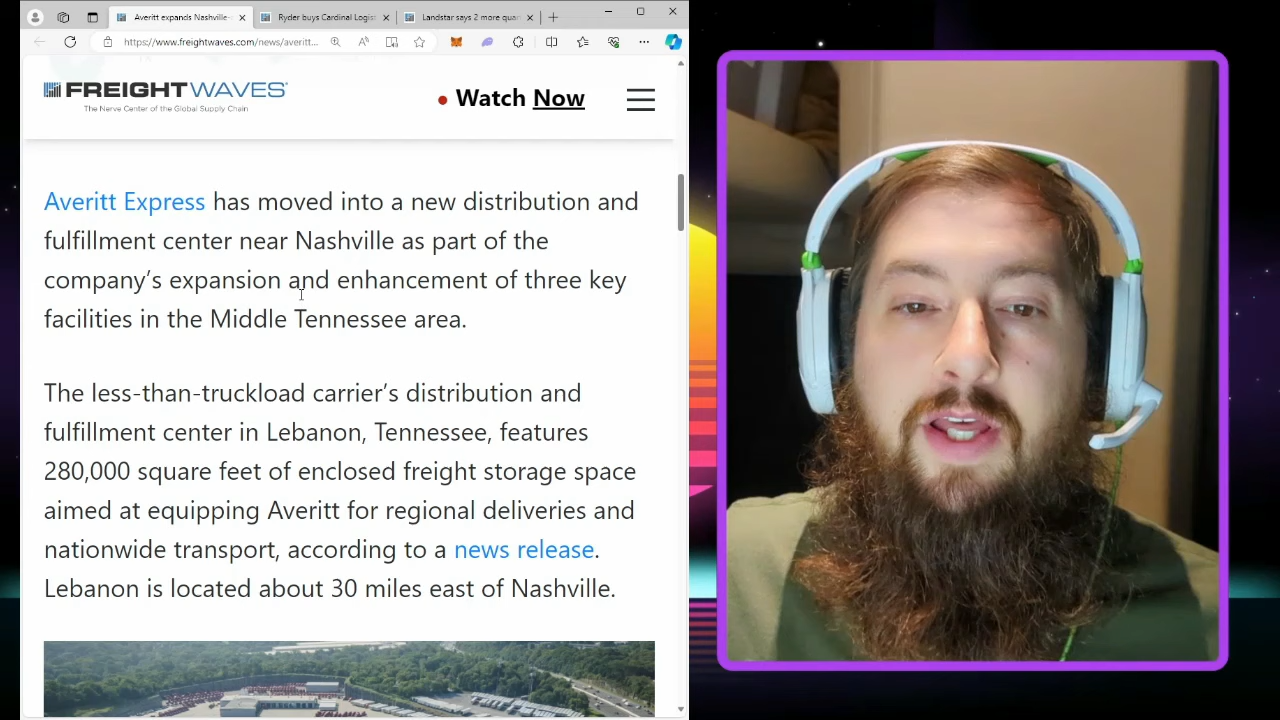 Averitt expands Nashville-
Ryder buys Cardinal Logist
Landstar says 2 more quar
https://www.freightwaves.com/news/averitt...
FREIGHTWAVES
The Nerve Center of the Global Supply Chain
Watch Now
Averitt Express has moved into a new distribution and
fulfillment center near Nashville as part of the
company’s expansion and enhancement of three key
facilities in the Middle Tennessee area.
The less-than-truckload carrier’s distribution and
fulfillment center in Lebanon, Tennessee, features
280,000 square feet of enclosed freight storage space
aimed at equipping Averitt for regional deliveries and
nationwide transport, according to a news release.
Lebanon is located about 30 miles east of Nashville.